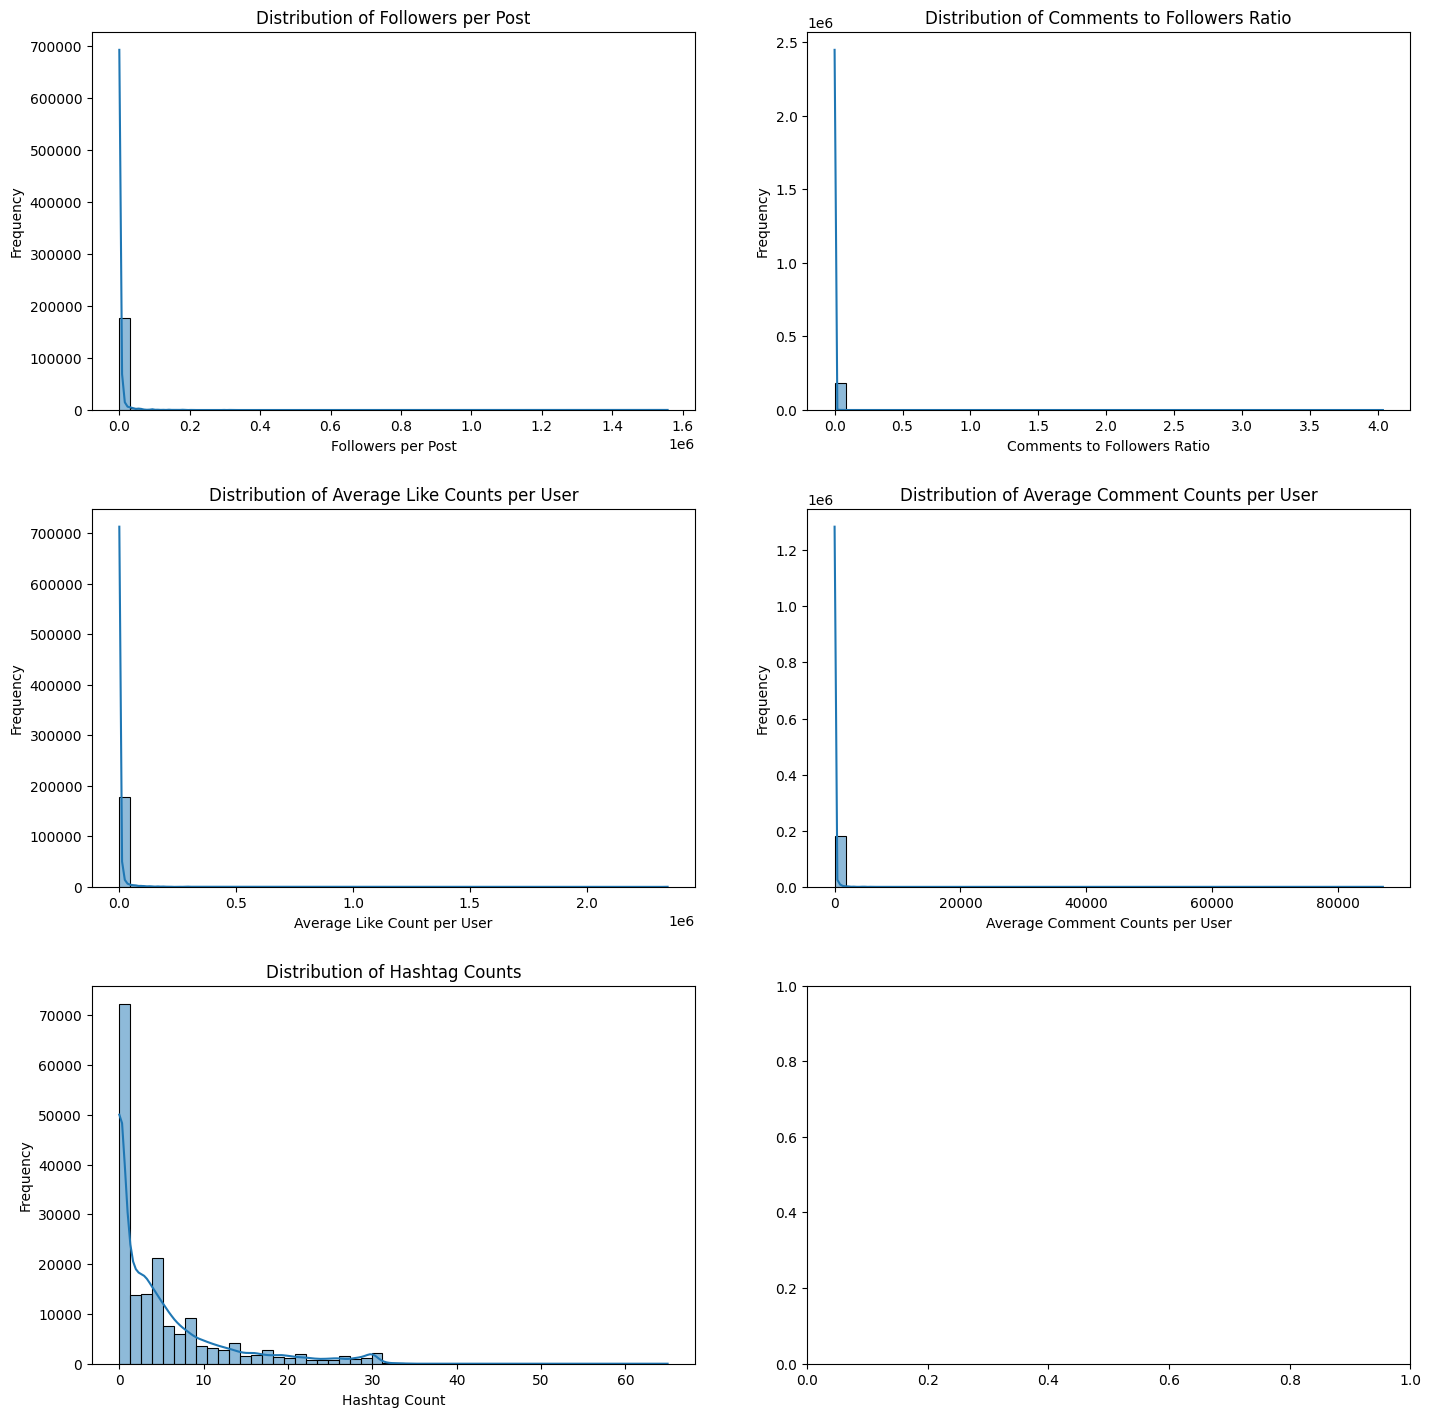 Distribution of Followers per Post
700000
600000
500000
400000
300000
200000
100000
0
Frequency
0.0 0.2 0.4 0.6 0.8 1.0 1.2 1.4 1.6
1e6
Followers per Post
Distribution of Comments to Followers Ratio
1e6
2.5
2.0
1.5
1.0
0.5
0.0
Frequency
0.0 0.5 1.0 1.5 2.0 2.5 3.0 3.5 4.0
Comments to Followers Ratio
Distribution of Average Like Counts per User
700000
600000
500000
400000
300000
200000
100000
0
Frequency
0.0 0.5 1.0 1.5 2.0
1e6
Average Like Count per User
Distribution of Average Comment Counts per User
1e6
1.2
1.0
0.8
0.6
0.4
0.2
0.0
Frequency
0 20000 40000 60000 80000
Average Comment Counts per User
Distribution of Hashtag Counts
70000
60000
50000
40000
30000
20000
10000
0
Frequency
0 10 20 30 40 50 60
Hashtag Count
1.0
0.8
0.6
0.4
0.2
0.0
0.0 0.2 0.4 0.6 0.8 1.0